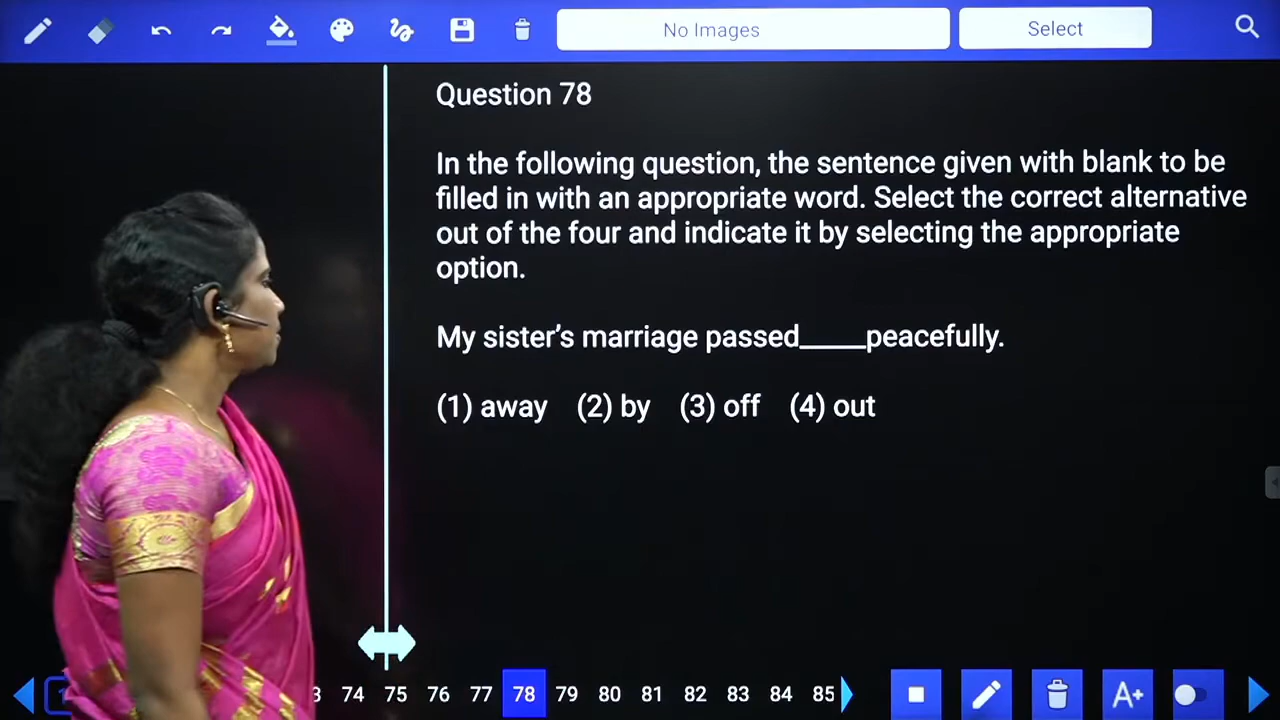 No Images
Select
Question 78
In the following question, the sentence given with blank to be
filled in with an appropriate word. Select the correct alternative
out of the four and indicate it by selecting the appropriate
option.
My sister's marriage passed_____peacefully.
(1) away (2) by (3) off (4) out
74 75 76 77 78 79 80 81 82 83 84 85
A+